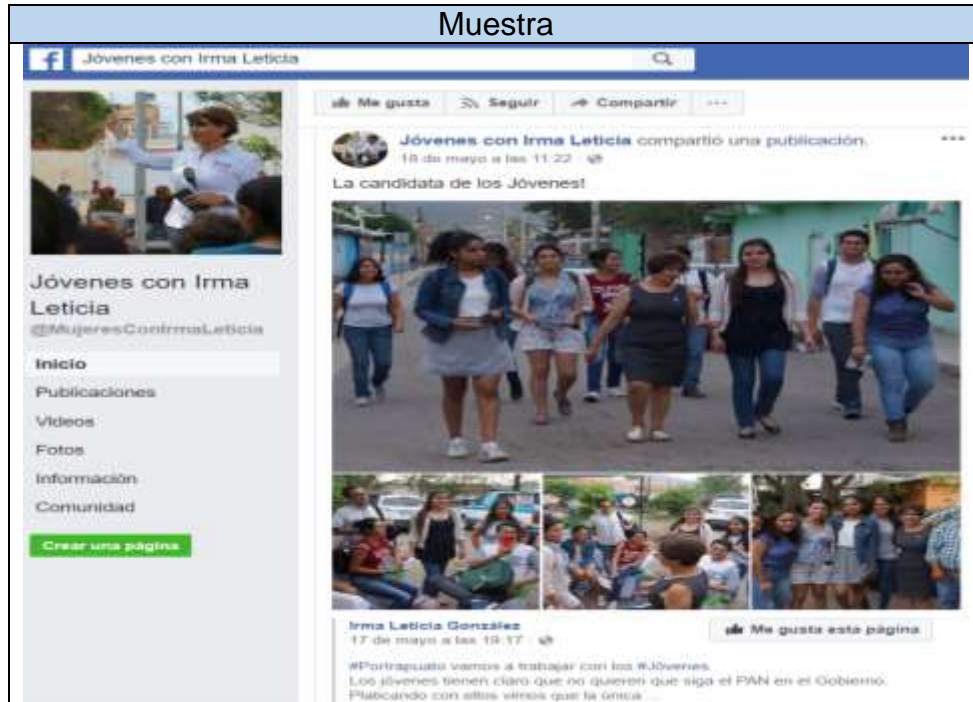 Muestra
Jóvenes con Irma Leticia
Me gusta Seguir Compartir ...
Jóvenes con Irma Leticia compartió una publicación.
18 de mayo a las 11:22
La candidata de los Jóvenes!
Jóvenes con Irma
Leticia
@MujeresConIrmaLeticia
Inicio
Publicaciones
Videos
Fotos
Información
Comunidad
Crear una página
Irma Leticia González
17 de mayo a las 19:17
Me gusta esta página
#PorIrapuato vamos a trabajar con los #Jóvenes.
Los jóvenes tienen claro que no quieren que siga el PAN en el Gobierno.
Platicando con ellos vimos que la única ...